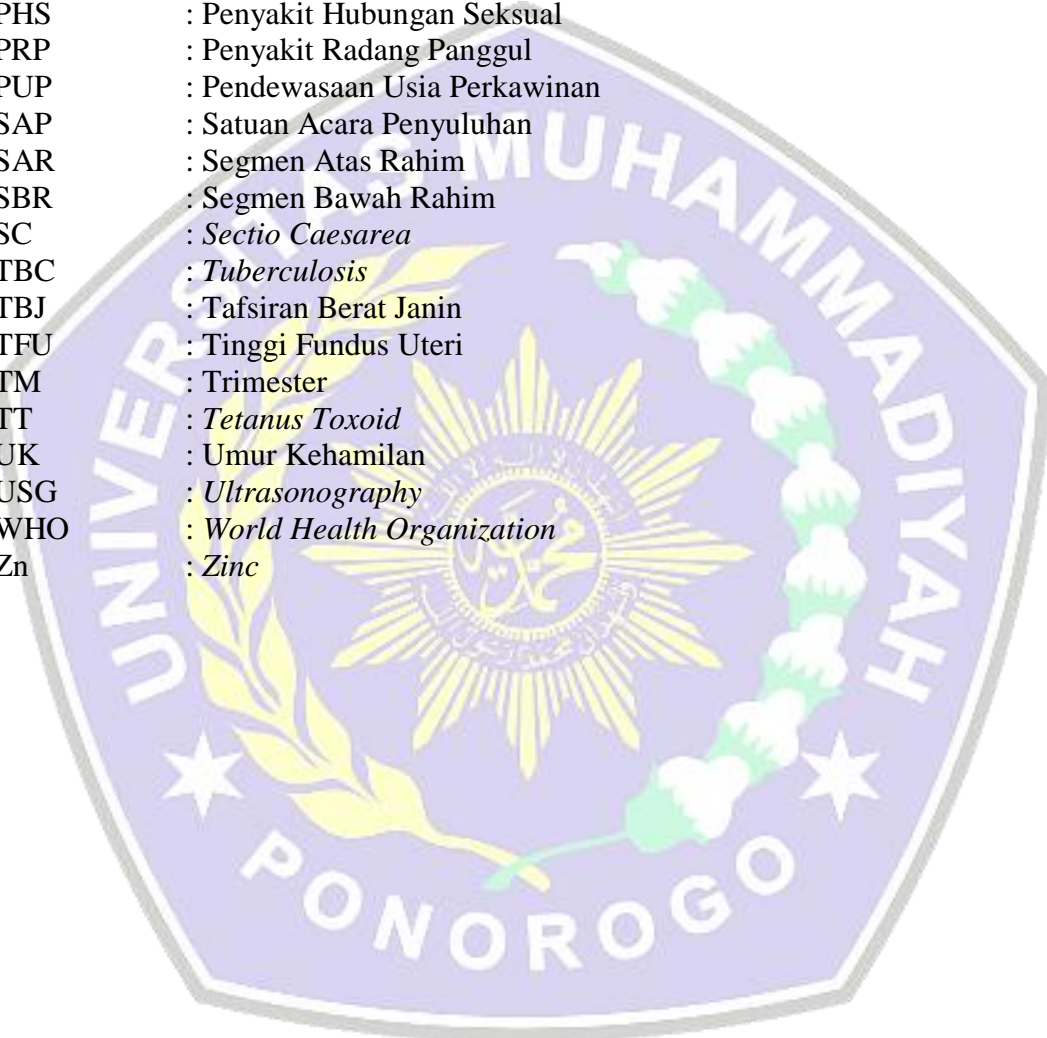 PHS : Penyakit Hubungan Seksual
PRP : Penyakit Radang Panggul
PUP : Pendewasaan Usia Perkawinan
SAP : Satuan Acara Penyuluhan
SAR : Segmen Atas Rahim
SBR : Segmen Bawah Rahim
SC : Sectio Caesarea
TBC : Tuberculosis
TBJ : Tafsiran Berat Janin
TFU : Tinggi Fundus Uteri
TM : Trimester
TT : Tetanus Toxoid
UK : Umur Kehamilan
USG : Ultrasonography
WHO : World Health Organization
Zn : Zinc
UNIVERSITAS MUHAMMADIYAH
PONOROGO